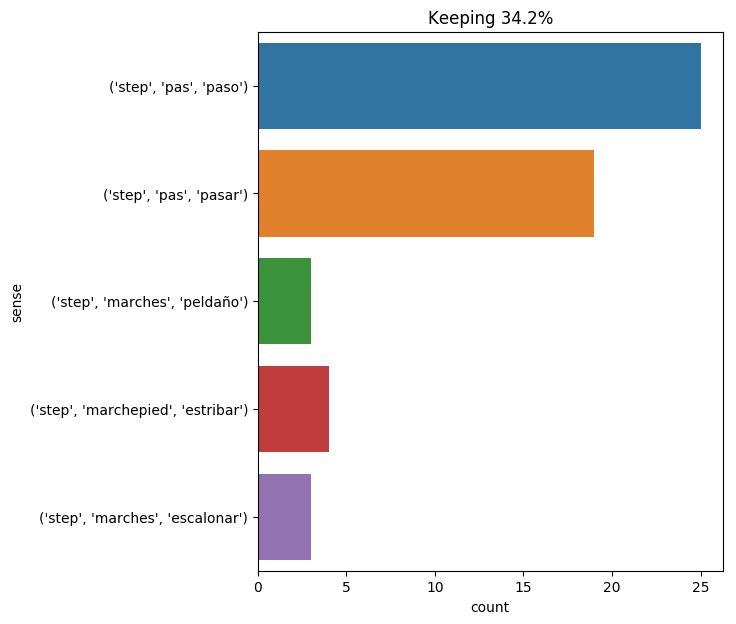 Keeping 34.2%
('step', 'pas', 'paso')
('step', 'pas', 'pasar')
('step', 'marches', 'peldaño')
('step', 'marchepied', 'estribar')
('step', 'marches', 'escalonar')
sense
0 5 10 15 20 25
count